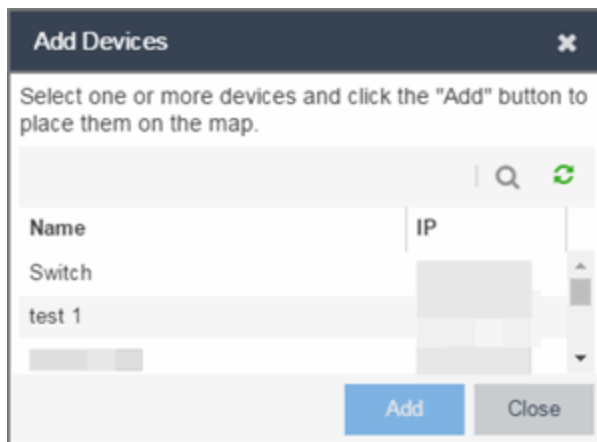 Add Devices
Select one or more devices and click the "Add" button to
place them on the map.
Name IP
Switch
test 1
Add Close